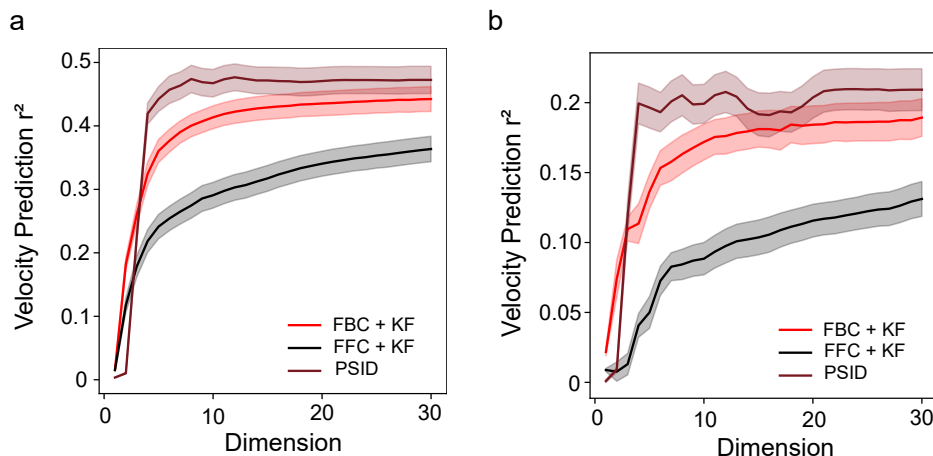 a
Velocity Prediction r²
0.5
0.4
0.3
0.2
0.1
0
0
10
20
30
Dimension
FBC + KF
FFC + KF
PSID
b
Velocity Prediction r²
0.2
0.15
0.10
0.05
0
0
10
20
30
Dimension
FBC + KF
FFC + KF
PSID